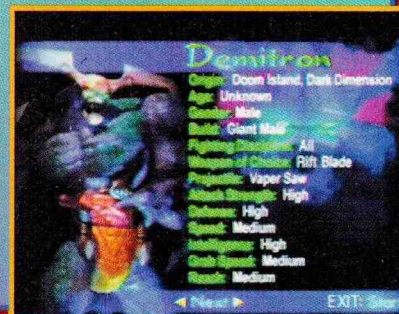 Demitron
Origin: Doom Island, Dark Dimension
Age: Unknown
Gender: Male
Build: Giant Male
Fighting Discipline: All
Weapon of Choice: Rift Blade
Projectile: Vaper Saw
Attack Strength: High
Defense: High
Speed: Medium
Intelligence: High
Grab Speed: Medium
Reach: Medium
Next EXIT: